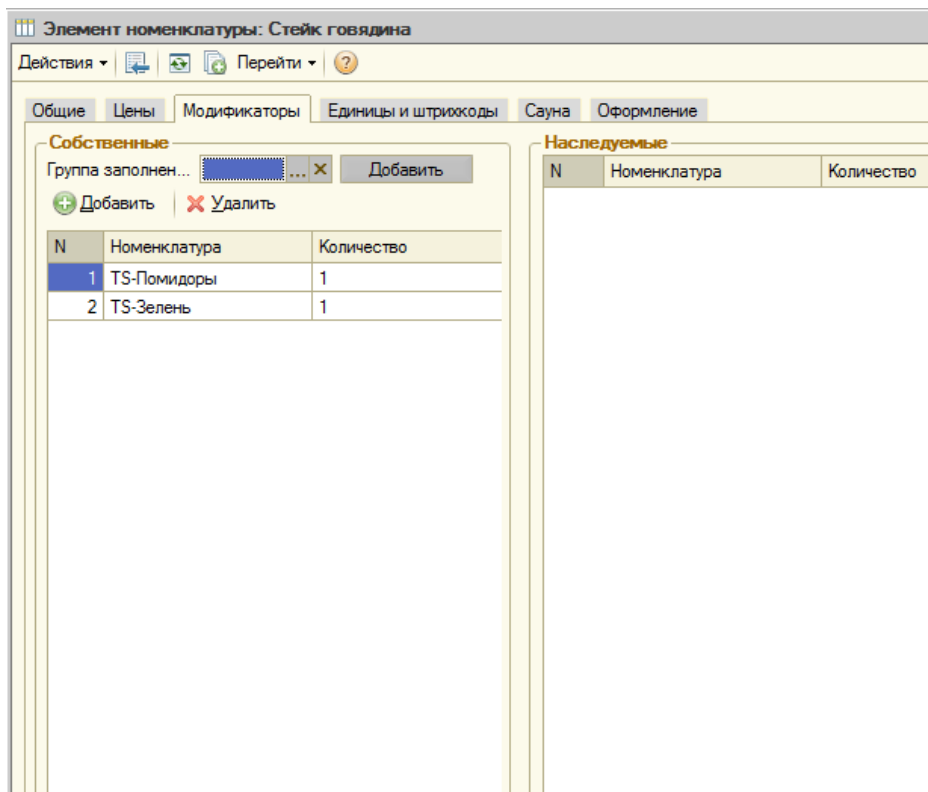 Элемент номенклатуры: Стейк говядина
Действия Перейти ?
Общие Цены Модификаторы Единицы и штрихкоды Сауна Оформление
Собственные
Группа заполнен... ... Добавить
Добавить Удалить
N Номенклатура Количество
1 TS-Помидоры 1
2 TS-Зелень 1
Наследуемые
N Номенклатура Количество